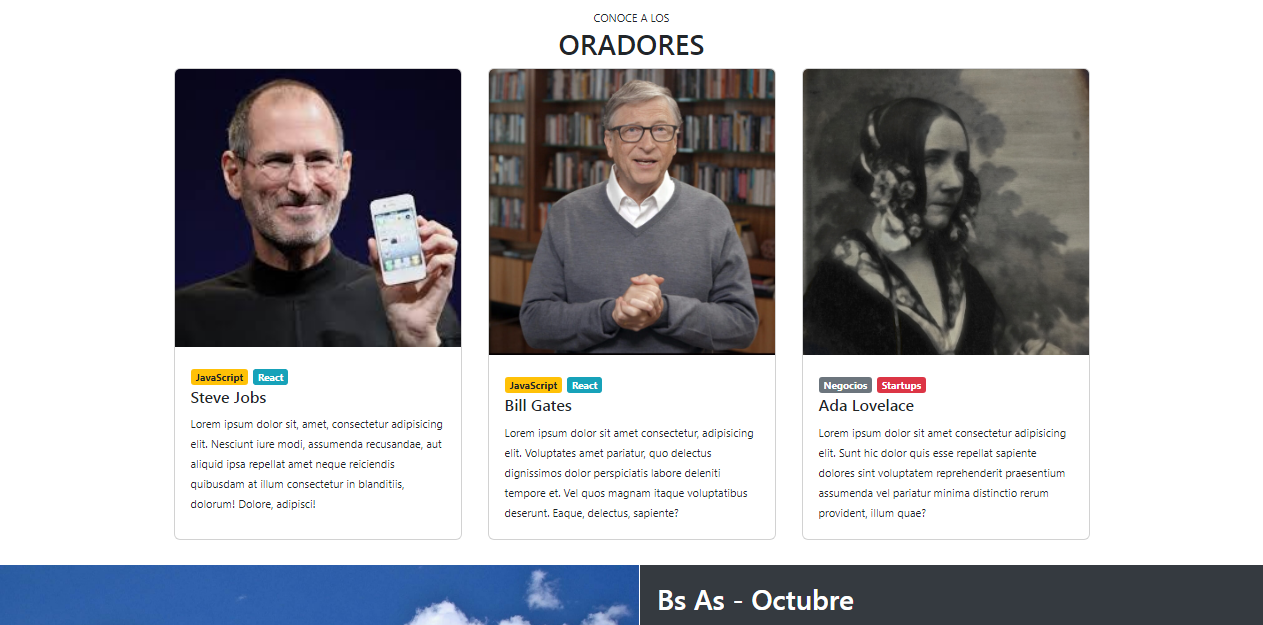 CONOCE A LOS
ORADORES
JavaScript React
Steve Jobs
Lorem ipsum dolor sit, amet, consectetur adipisicing
elit. Nesciunt iure modi, assumenda recusandae, aut
aliquid ipsa repellat amet neque reiciendis
quibusdam at illum consectetur in blanditiis,
dolorum! Dolore, adipisci!
JavaScript React
Bill Gates
Lorem ipsum dolor sit amet consectetur, adipisicing
elit. Voluptates amet pariatur, quo delectus
dignissimos dolor perspiciatis labore deleniti
tempore et. Vel quos magnam itaque voluptatibus
deserunt. Eaque, delectus, sapiente?
Negocios Startups
Ada Lovelace
Lorem ipsum dolor sit amet consectetur adipisicing
elit. Sunt hic dolor quis esse repellat sapiente
dolores sint voluptatem reprehenderit praesentium
assumenda vel pariatur minima distinctio rerum
provident, illum quae?
Bs As - Octubre